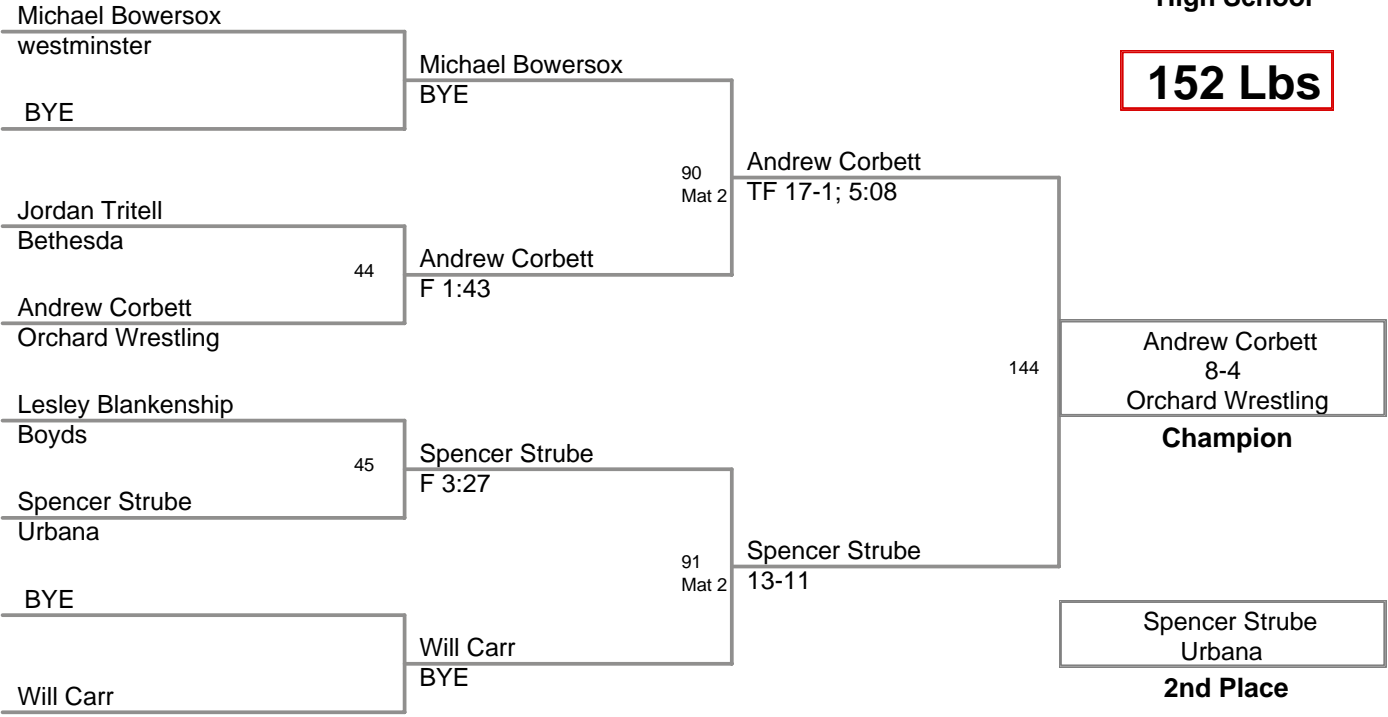 High School
152 Lbs
Michael Bowersox
westminster
BYE
Michael Bowersox
BYE
Jordan Tritell
Bethesda
44
Andrew Corbett
Orchard Wrestling
Andrew Corbett
F 1:43
90
Mat 2
Andrew Corbett
TF 17-1; 5:08
Lesley Blankenship
Boyds
45
Spencer Strube
Urbana
Spencer Strube
F 3:27
BYE
Will Carr
Will Carr
BYE
91
Mat 2
Spencer Strube
13-11
144
Andrew Corbett
8-4
Orchard Wrestling
Champion
Spencer Strube
Urbana
2nd Place